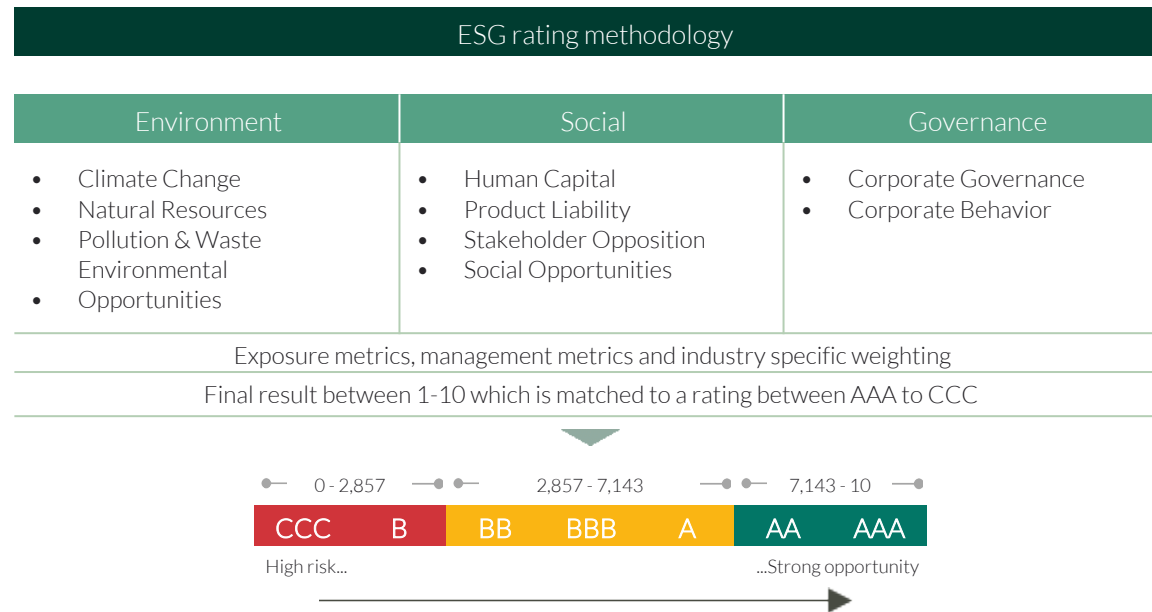 ESG rating methodology
Environment
Social
Governance
• Climate Change
• Natural Resources
• Pollution & Waste
Environmental
• Opportunities
• Human Capital
• Product Liability
• Stakeholder Opposition
• Social Opportunities
• Corporate Governance
• Corporate Behavior
Exposure metrics, management metrics and industry specific weighting
Final result between 1-10 which is matched to a rating between AAA to CCC
0 - 2,857
2,857 - 7,143
7,143 - 10
CCC B BB BBB A AA AAA
High risk...
...Strong opportunity